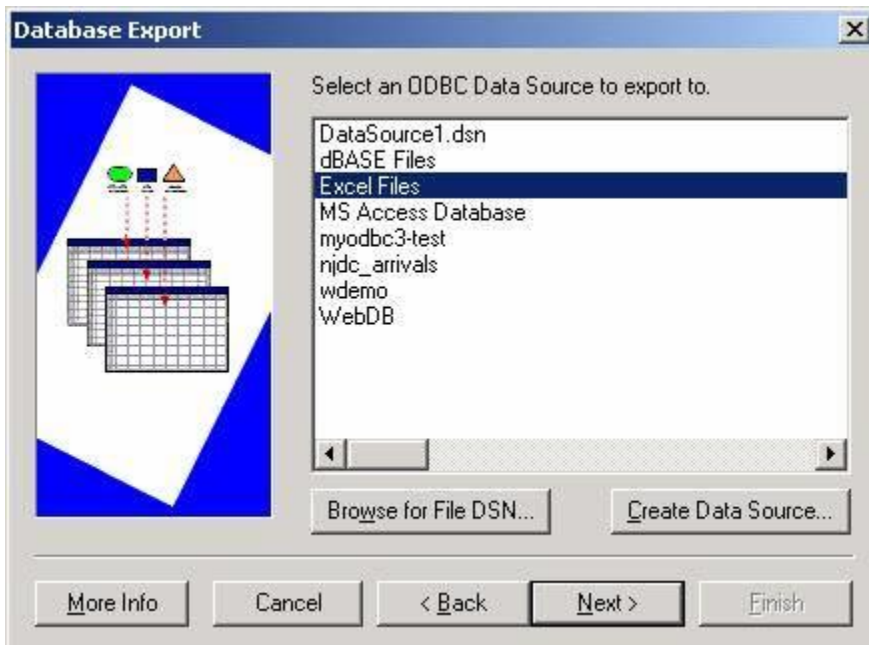 Database Export
Select an ODBC Data Source to export to.
DataSource1.dsn
dBASE Files
Excel Files
MS Access Database
myodbc3-test
njdc_arrivals
wdemo
WebDB
Browse for File DSN...
Create Data Source...
More Info
Cancel
< Back
Next >
Finish